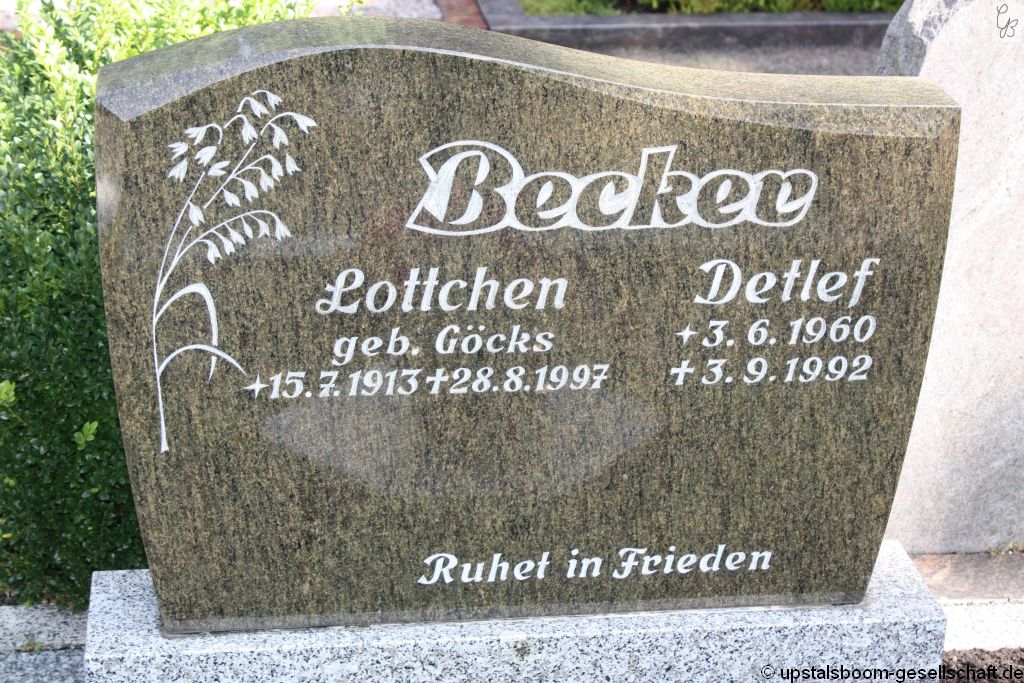 Becker
Lottchen
geb. Göcks
+15.7.1913 ✝28.8.1997
Detlef
+3.6.1960
✝3.9.1992
Ruhet in Frieden
© upstalsboom-gesellschaft.de